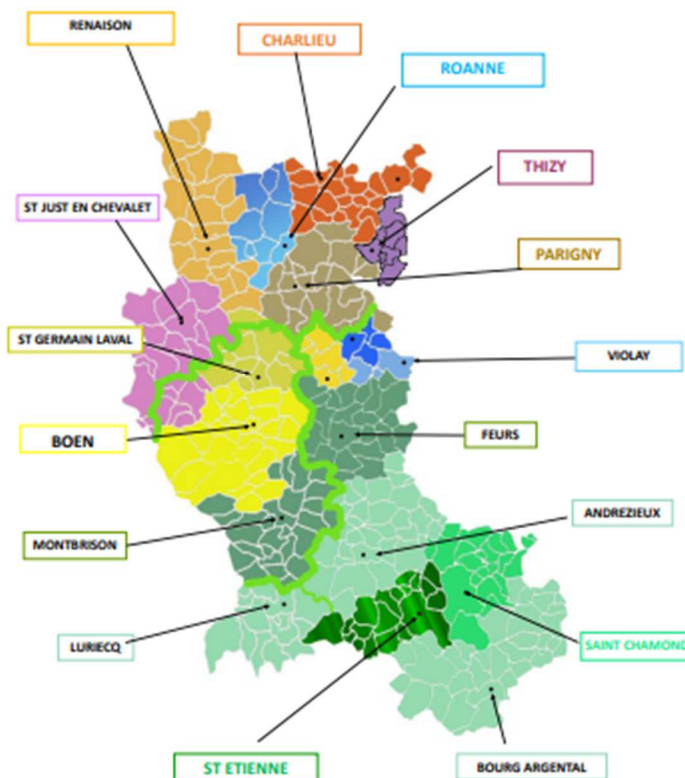 RENAISON
CHARLIEU
ROANNE
THIZY
ST JUST EN CHEVALET
PARIGNY
ST GERMAIN LAVAL
VIOLAY
BOEN
FEURS
ANDREZIEUX
MONTBRISON
LURIECQ
SAINT CHAMOND
ST ETIENNE
BOURG ARGENTAL